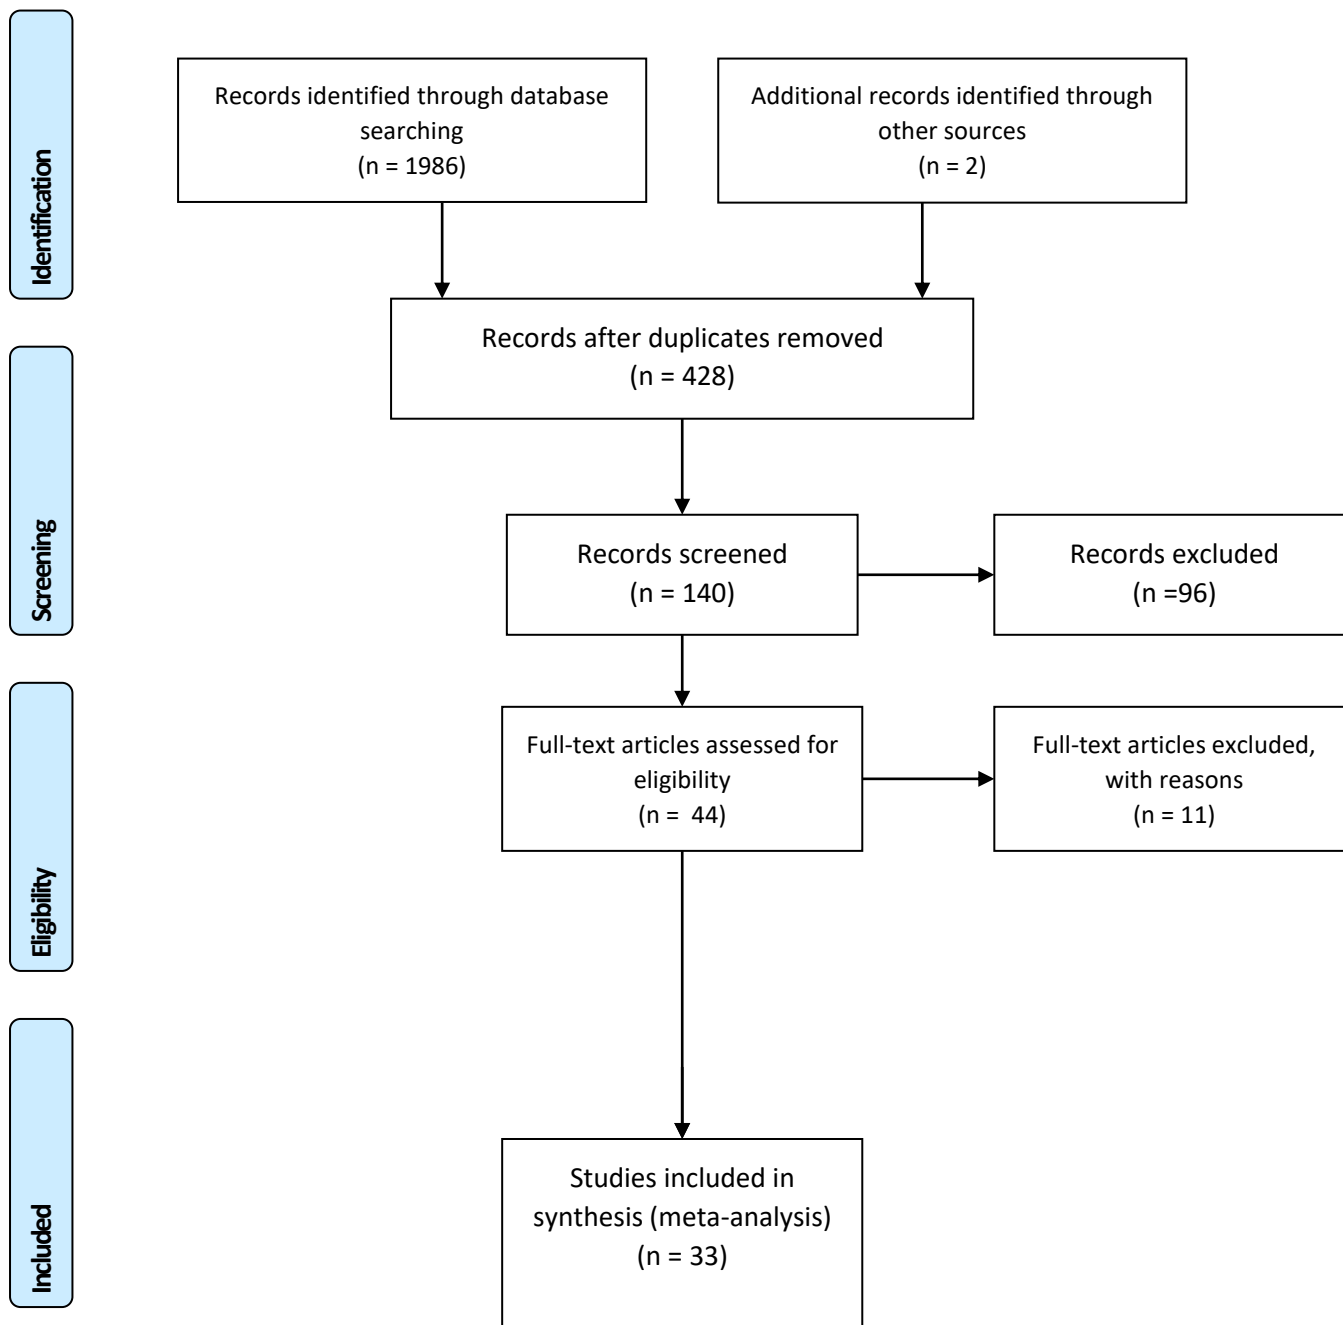 Identification
Records identified through database
searching
(n = 1986)
Additional records identified through
other sources
(n = 2)
Records after duplicates removed
(n = 428)
Screening
Records screened
(n = 140)
Records excluded
(n =96)
Eligibility
Full-text articles assessed for
eligibility
(n =  44)
Full-text articles excluded,
with reasons
(n = 11)
Included
Studies included in
synthesis (meta-analysis)
(n = 33)